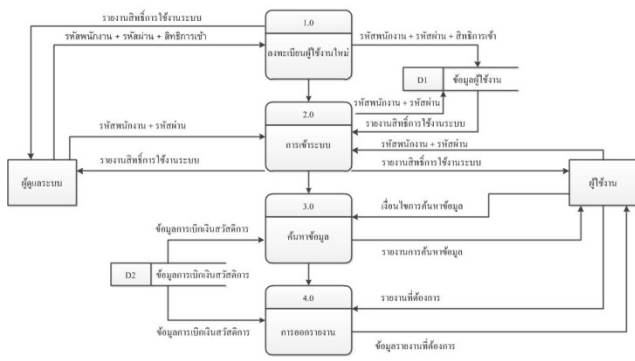 รายงานสิทธิ์การใช้งานระบบ
1.0
รหัสพนักงาน + รหัสผ่าน + สิทธิการเข้า
ลงทะเบียนผู้ใช้งานใหม่
รหัสพนักงาน + รหัสผ่าน + สิทธิการเข้า
D1
ข้อมูลผู้ใช้งาน
2.0
รหัสพนักงาน + รหัสผ่าน
รายงานสิทธิ์การใช้งานระบบ
รหัสพนักงาน + รหัสผ่าน
การเข้าระบบ
รหัสพนักงาน + รหัสผ่าน
รายงานสิทธิ์การใช้งานระบบ
รายงานสิทธิ์การใช้งานระบบ
ผู้ดูแลระบบ
ผู้ใช้งาน
3.0
เงื่อนไขการค้นหาข้อมูล
ข้อมูลการเบิกเงินสวัสดิการ
ค้นหาข้อมูล
รายงานการค้นหาข้อมูล
D2
ข้อมูลการเบิกเงินสวัสดิการ
4.0
รายงานที่ต้องการ
ข้อมูลการเบิกเงินสวัสดิการ
การออกรายงาน
ข้อมูลรายงานที่ต้องการ